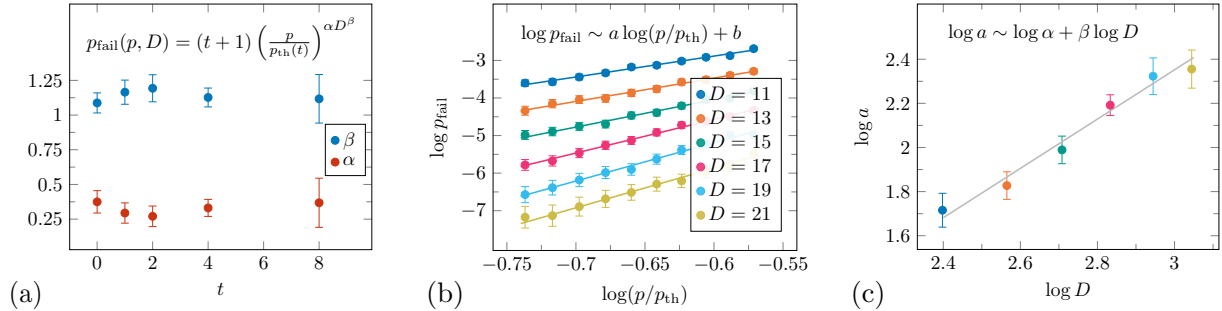 p_fail(p, D) = (t + 1) (p / p_th(t))^{αD^β}
1.25
1
0.75
0.5
0.25
β
α
0
2
4
6
8
t
(a)
log p_fail ∼ a log(p/p_th) + b
−3
−4
−5
−6
−7
log p_fail
D = 11
D = 13
D = 15
D = 17
D = 19
D = 21
−0.75
−0.7
−0.65
−0.6
−0.55
log(p/p_th)
(b)
log a ∼ log α + β log D
2.4
2.2
2
1.8
1.6
log a
2.4
2.6
2.8
3
log D
(c)